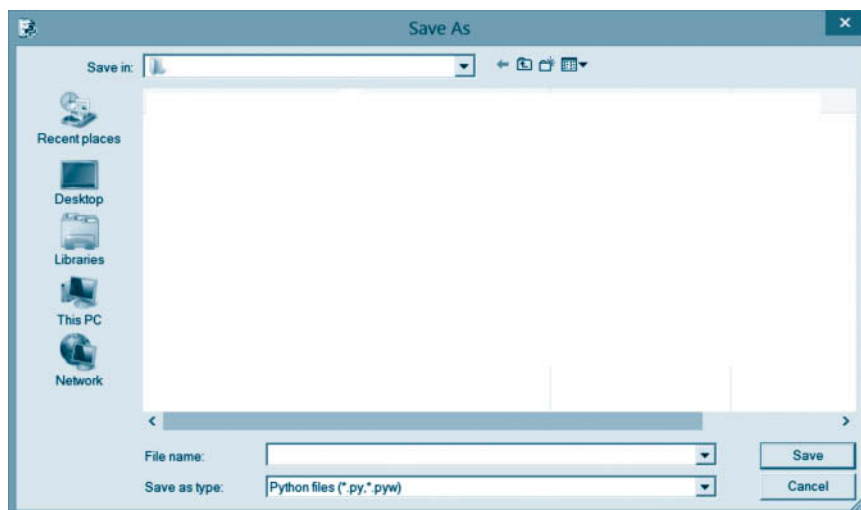 Save As
Save in:
Recent places
Desktop
Libraries
This PC
Network
File name:
Save
Save as type:
Python files (*.py,*.pyw)
Cancel